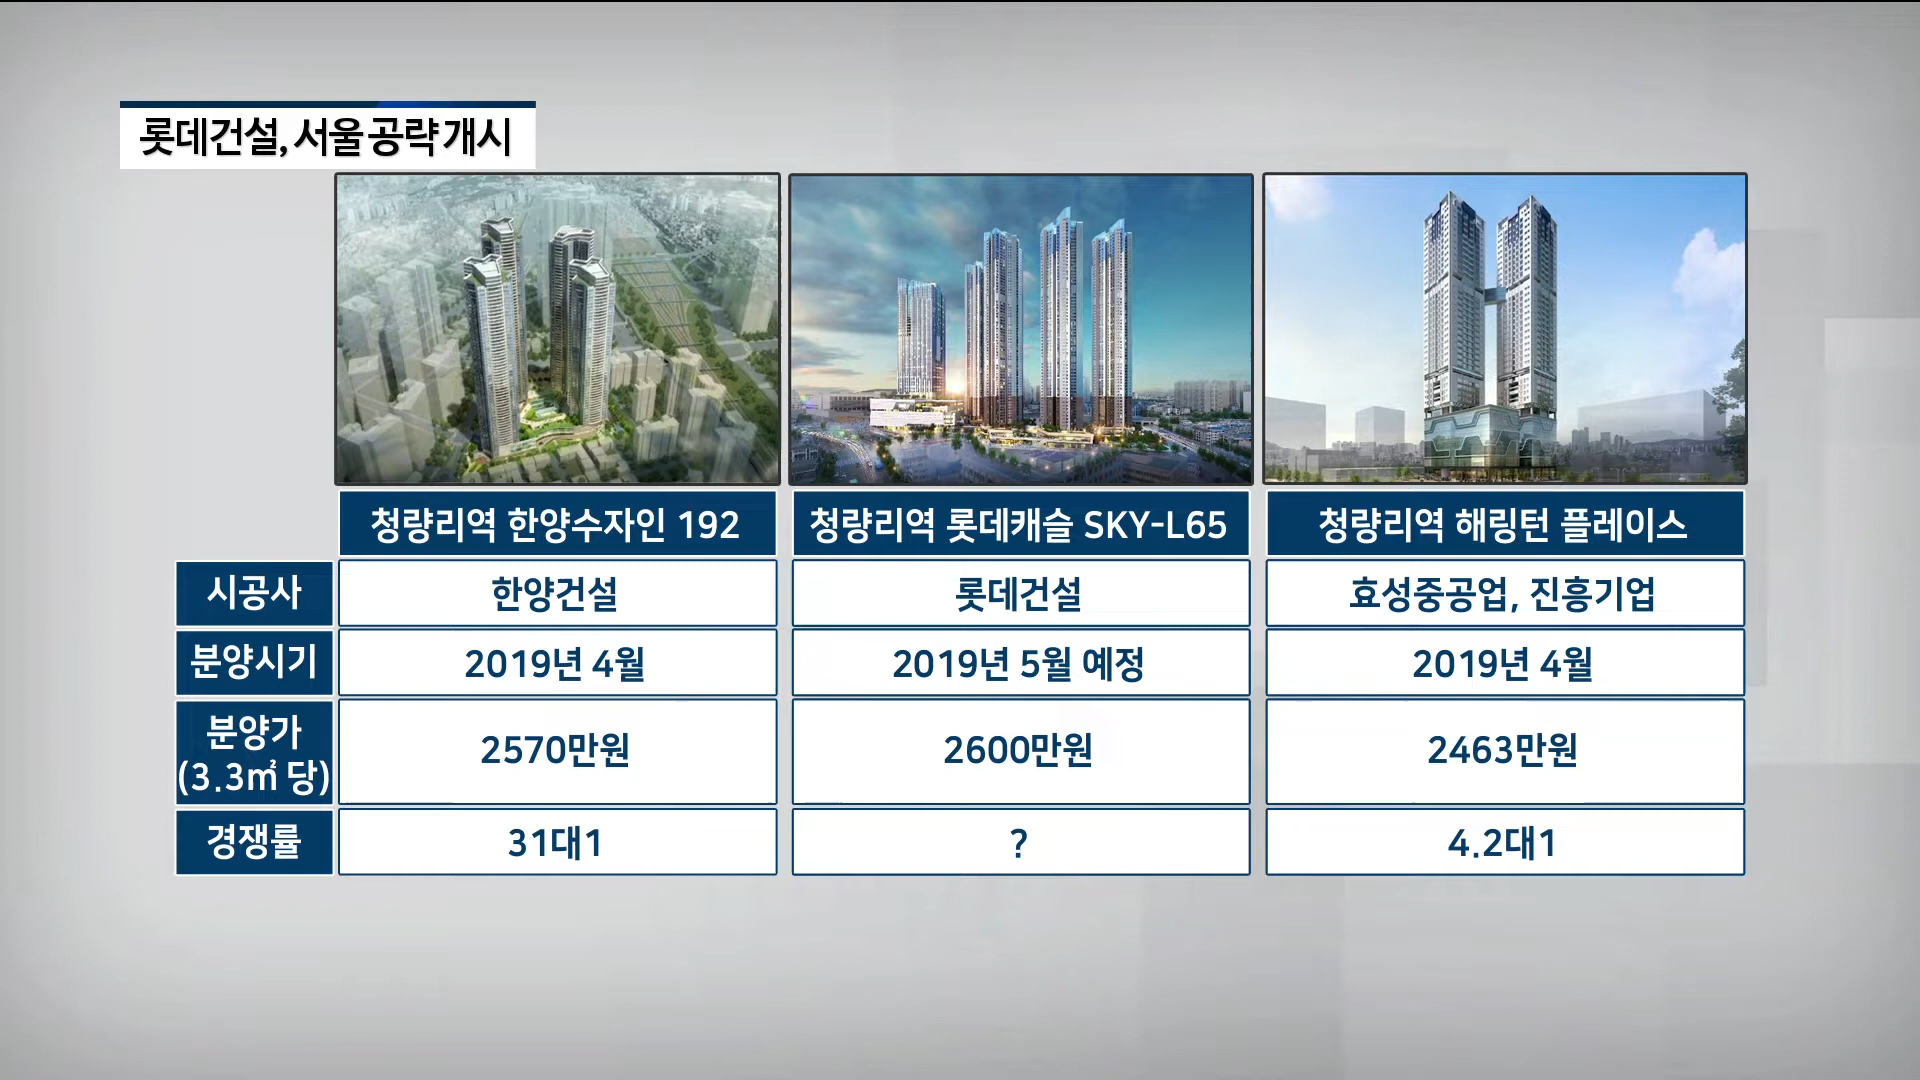 롯데건설, 서울 공략 개시
청량리역 한양수자인 192 청량리역 롯데캐슬 SKY-L65 청량리역 해링턴 플레이스
시공사 한양건설 롯데건설 효성중공업, 진흥기업
분양시기 2019년 4월 2019년 5월 예정 2019년 4월
분양가
(3.3㎡ 당) 2570만원 2600만원 2463만원
경쟁률 31대1 ? 4.2대1